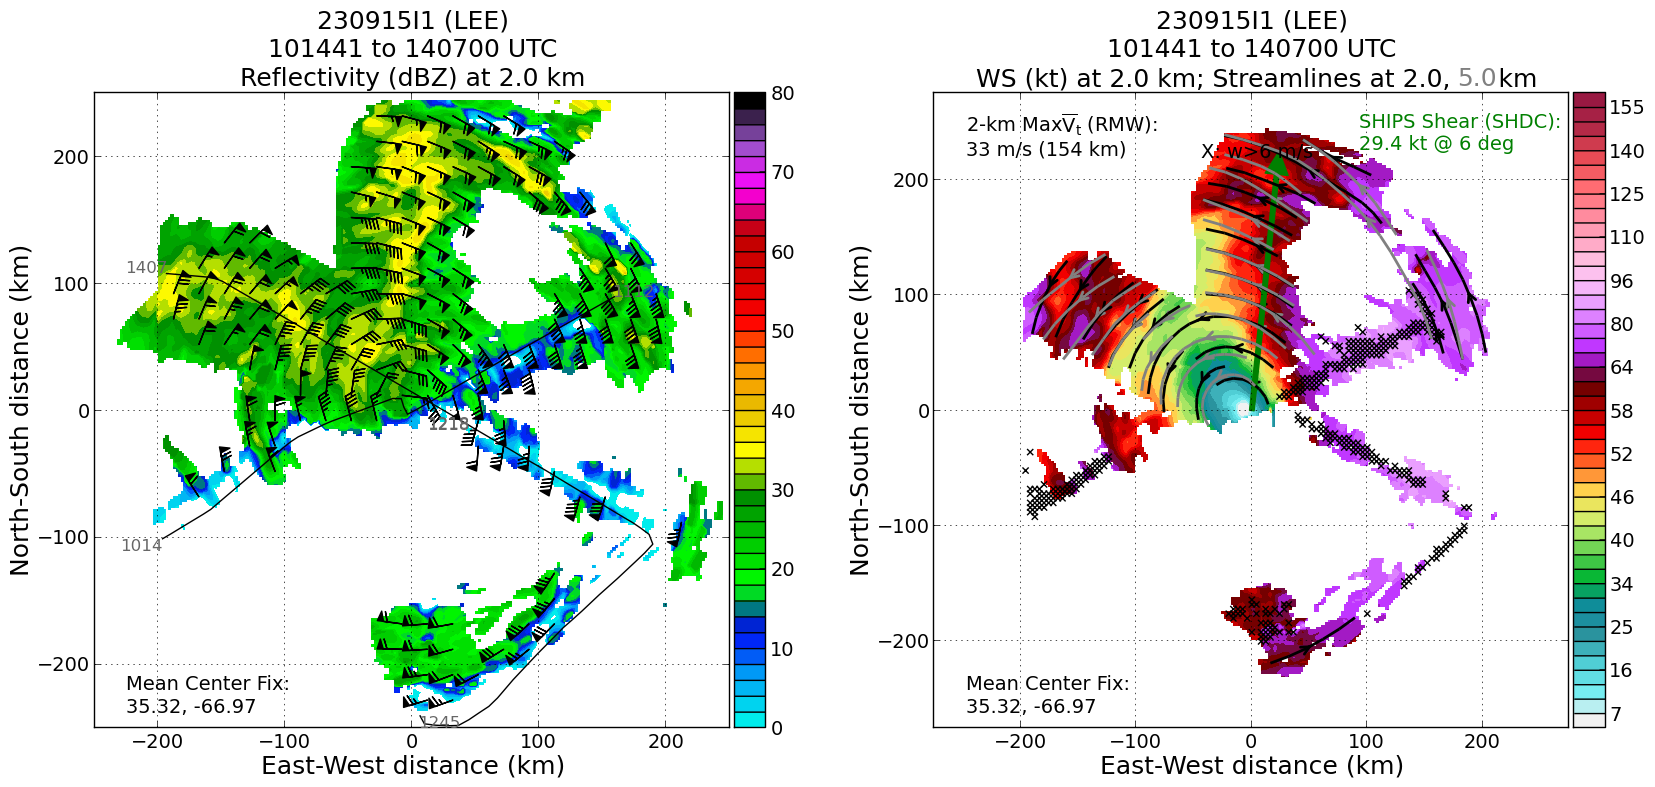 230915I1 (LEE)
101441 to 140700 UTC
Reflectivity (dBZ) at 2.0 km
North-South distance (km)
200
100
0
−100
−200
1407
1218
1014
1245
Mean Center Fix:
35.32, -66.97
−200 −100 0 100 200
East-West distance (km)
80
70
60
50
40
30
20
10
0
230915I1 (LEE)
101441 to 140700 UTC
WS (kt) at 2.0 km; Streamlines at 2.0, 5.0 km
2-km MaxV̅t (RMW):
33 m/s (154 km)
X: w>6 m/s
SHIPS Shear (SHDC):
29.4 kt @ 6 deg
North-South distance (km)
200
100
0
−100
−200
Mean Center Fix:
35.32, -66.97
−200 −100 0 100 200
East-West distance (km)
155
140
125
110
96
80
64
58
52
46
40
34
25
16
7